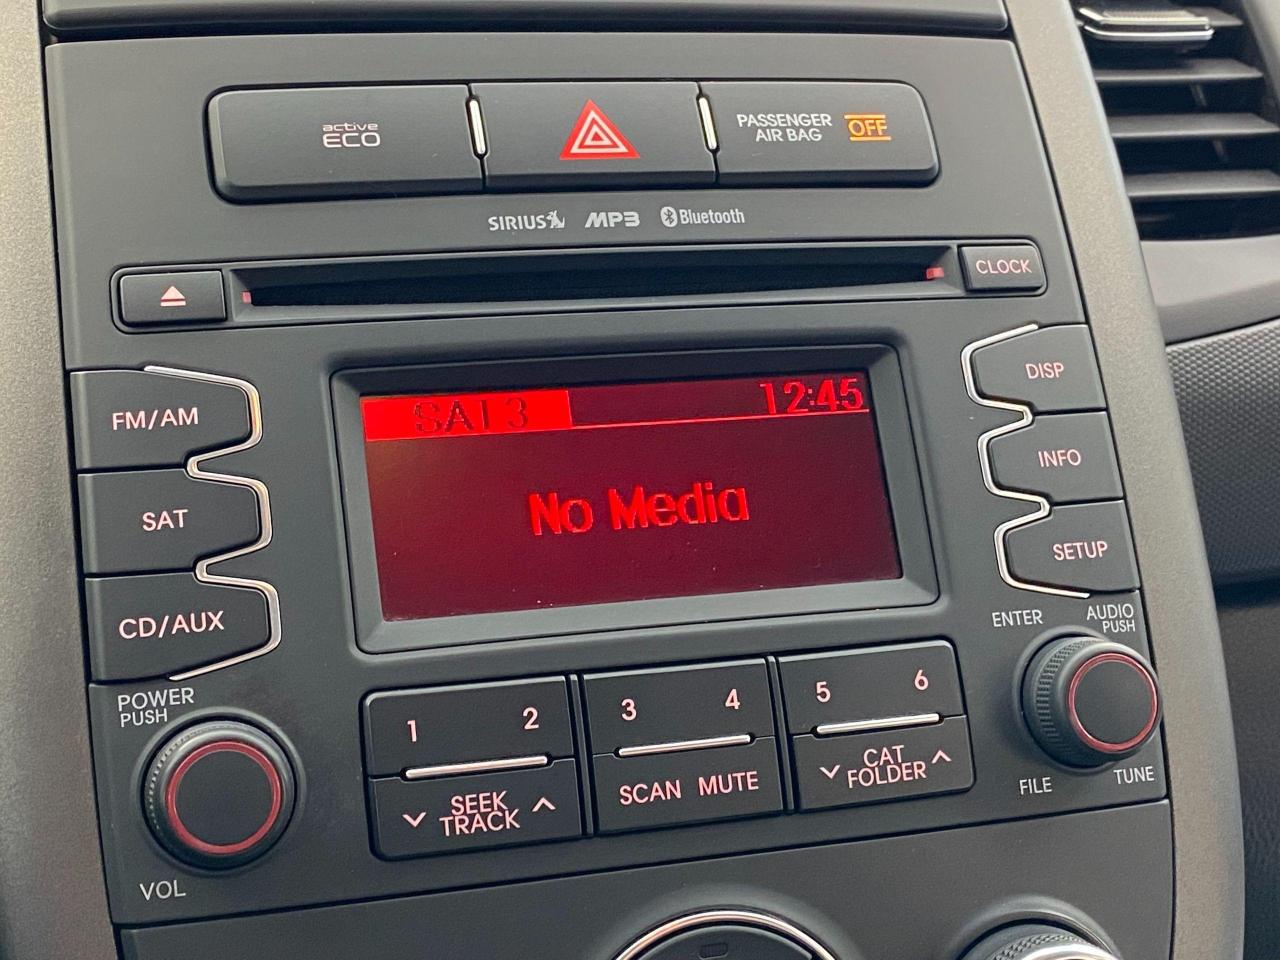 active
ECO
PASSENGER
AIR BAG
OFF
SIRIUS MP3 Bluetooth
CLOCK
FM/AM
SAT
CD/AUX
SAT 3 12:45
No Media
DISP
INFO
SETUP
POWER
PUSH
VOL
1 2
SEEK
TRACK
3 4
SCAN MUTE
5 6
CAT
FOLDER
ENTER
AUDIO
PUSH
FILE
TUNE